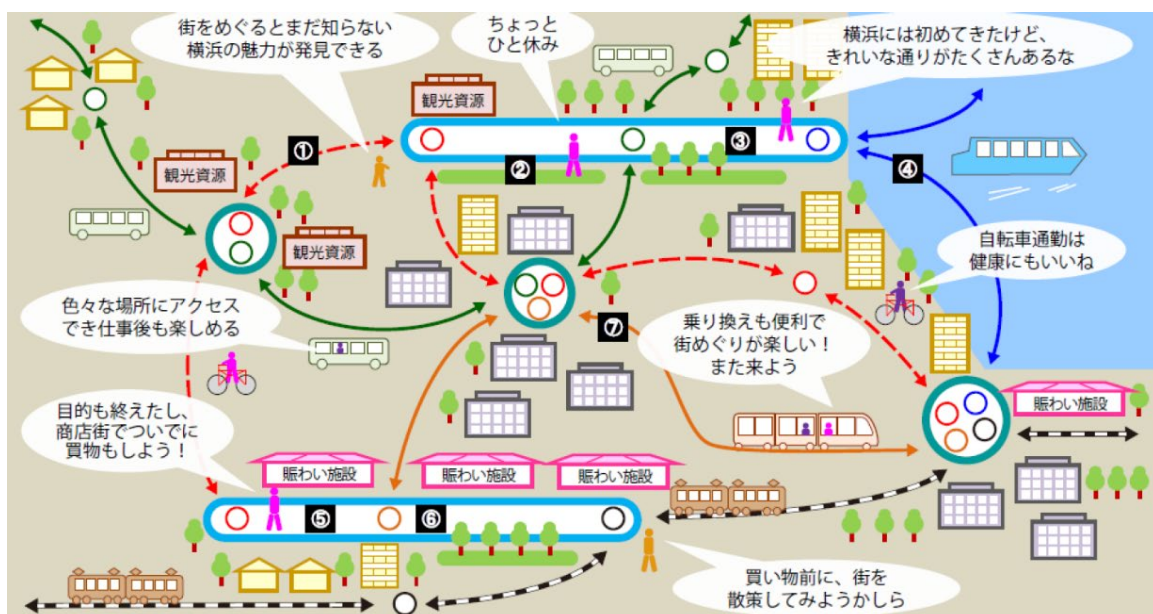 街をめぐるとまだ知らない
横浜の魅力が発見できる
ちょっと
ひと休み
横浜には初めてきたけど、
きれいな通りがたくさんあるな
観光資源
①
③
②
④
観光資源
観光資源
自転車通勤は
健康にもいいね
色々な場所にアクセス
でき仕事後も楽しめる
⑦
乗り換えも便利で
街めぐりが楽しい！
また来よう
目的も終えたし、
商店街でついでに
買物もしよう！
賑わい施設
賑わい施設
賑わい施設
賑わい施設
⑤
⑥
買い物前に、街を
散策してみようかしら